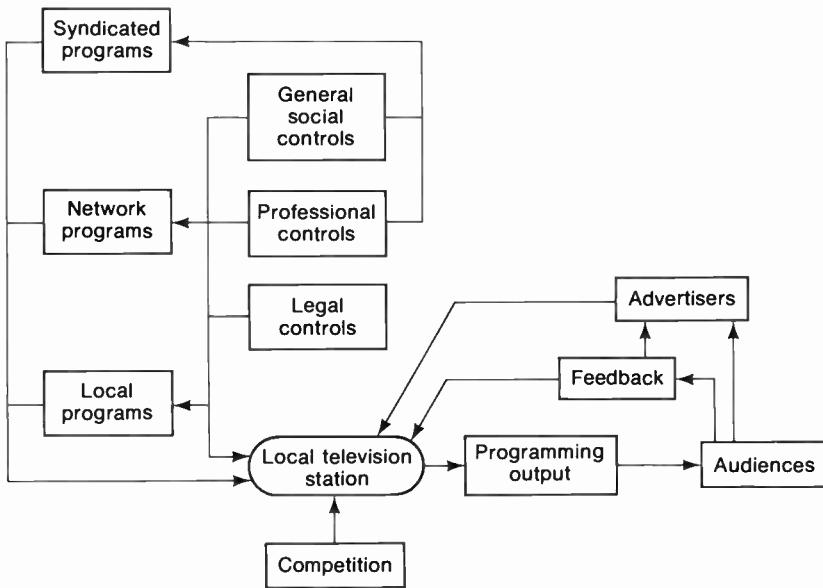 Syndicated
programs
General
social
controls
Network
programs
Professional
controls
Legal
controls
Advertisers
Feedback
Local
programs
Local television
station
Programming
output
Audiences
Competition